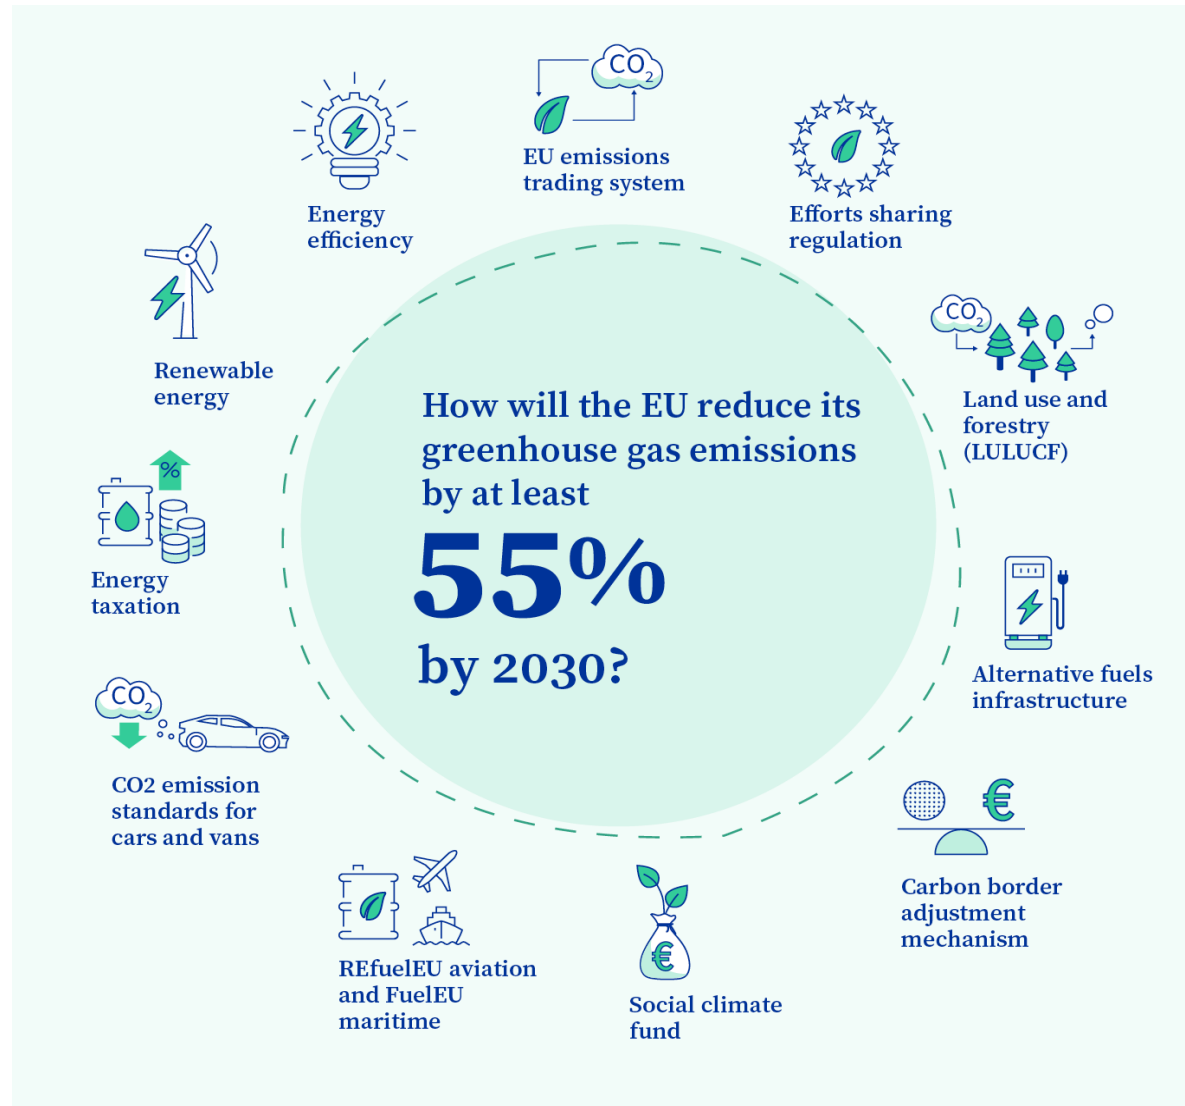 How will the EU reduce its
greenhouse gas emissions
by at least
55%
by 2030?
CO2
EU emissions
trading system
Efforts sharing
regulation
CO2
Land use and
forestry
(LULUCF)
Alternative fuels
infrastructure
€
Carbon border
adjustment
mechanism
€
Social climate
fund
REfuelEU aviation
and FuelEU
maritime
CO2
CO2 emission
standards for
cars and vans
%
Energy
taxation
Renewable
energy
Energy
efficiency